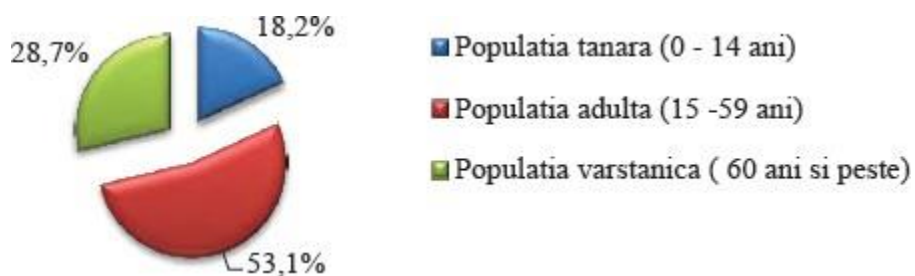 18,2%
28,7%
53,1%
Populatia tanara (0 - 14 ani)
Populatia adulta (15 -59 ani)
Populatia varstanica ( 60 ani si peste)